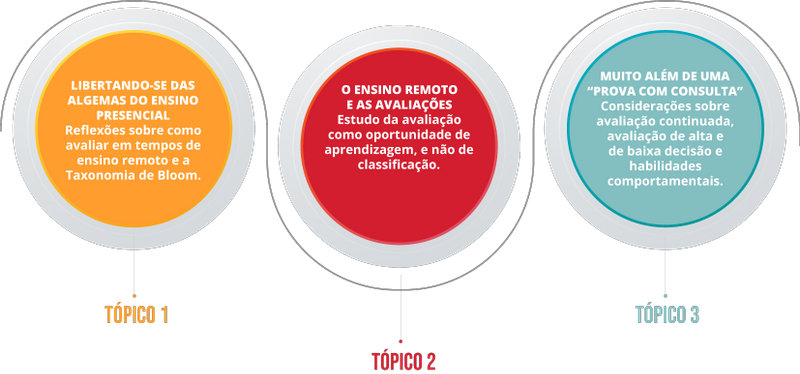 LIBERTANDO-SE DAS
ALGEMAS DO ENSINO
PRESENCIAL
Reflexões sobre como
avaliar em tempos de
ensino remoto e a
Taxonomia de Bloom.
TÓPICO 1
O ENSINO REMOTO
E AS AVALIAÇÕES
Estudo da avaliação
como oportunidade de
aprendizagem, e não de
classificação.
TÓPICO 2
MUITO ALÉM DE UMA
“PROVA COM CONSULTA”
Considerações sobre
avaliação continuada,
avaliação de alta e
de baixa decisão e
habilidades
comportamentais.
TÓPICO 3